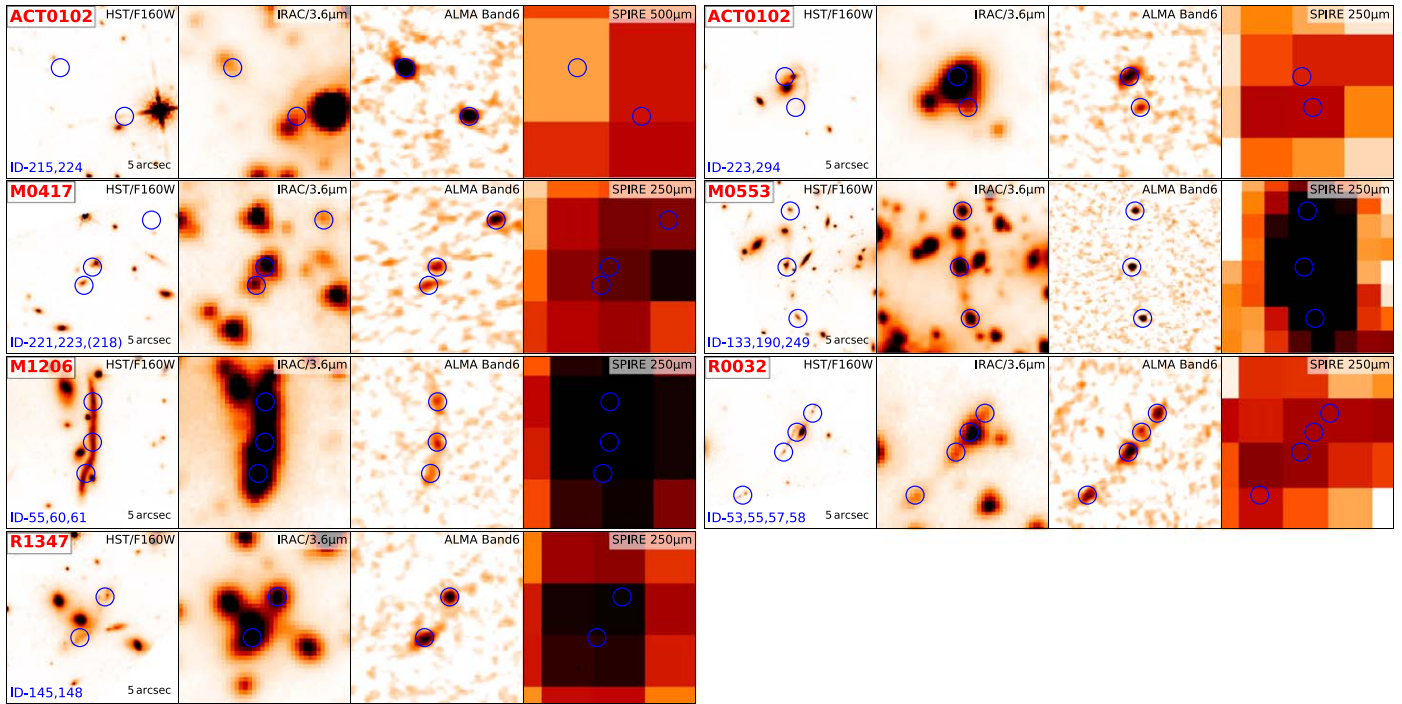 ACT0102 HST/F160W IRAC/3.6μm ALMA Band6 SPIRE 500μm
ID-215,224 5 arcsec
ACT0102 HST/F160W IRAC/3.6μm ALMA Band6 SPIRE 250μm
ID-223,294 5 arcsec
M0417 HST/F160W IRAC/3.6μm ALMA Band6 SPIRE 250μm
ID-221,223,(218) 5 arcsec
M0553 HST/F160W IRAC/3.6μm ALMA Band6 SPIRE 250μm
ID-133,190,249 5 arcsec
M1206 HST/F160W IRAC/3.6μm ALMA Band6 SPIRE 250μm
ID-55,60,61 5 arcsec
R0032 HST/F160W IRAC/3.6μm ALMA Band6 SPIRE 250μm
ID-53,55,57,58 5 arcsec
R1347 HST/F160W IRAC/3.6μm ALMA Band6 SPIRE 250μm
ID-145,148 5 arcsec